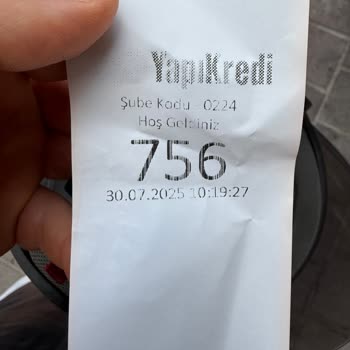 YapıKredi
Şube Kodu - 0224
Hoş Geldiniz
756
30.07.2025 10:19:27